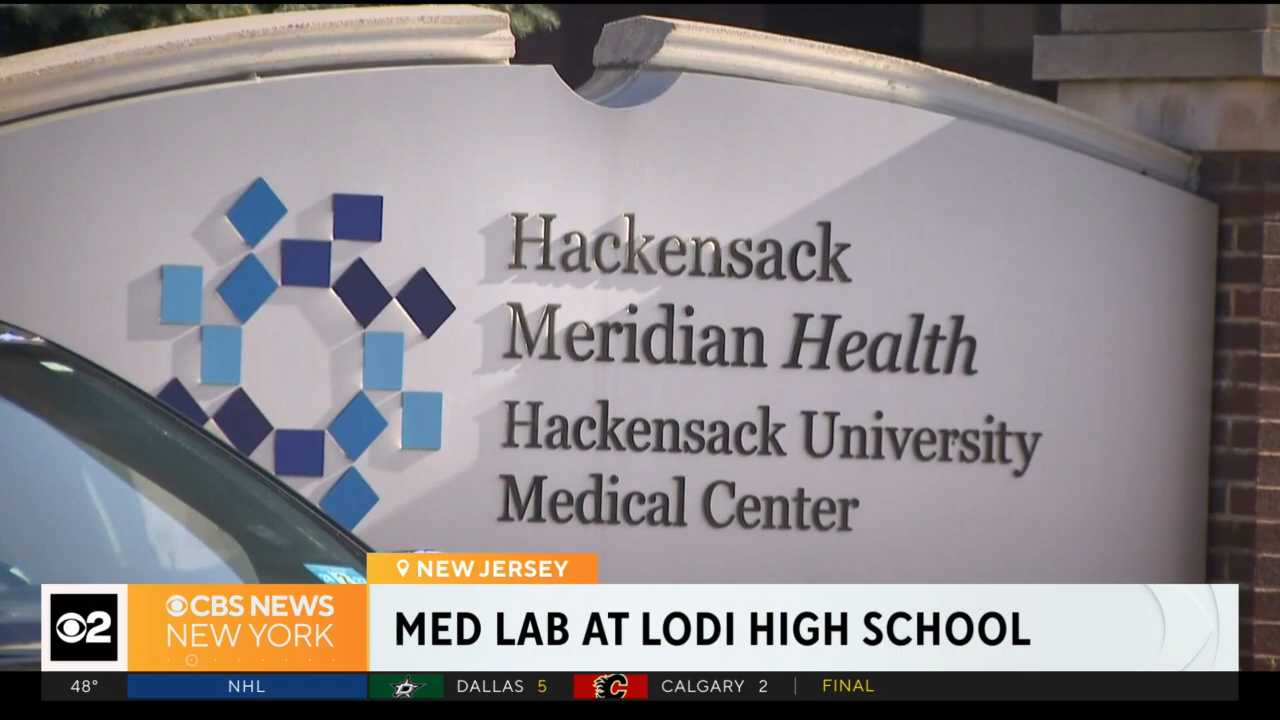 Hackensack
Meridian Health
Hackensack University
Medical Center
NEW JERSEY
2
CBS NEWS
NEW YORK
MED LAB AT LODI HIGH SCHOOL
48° NHL DALLAS 5 C CALGARY 2 | FINAL